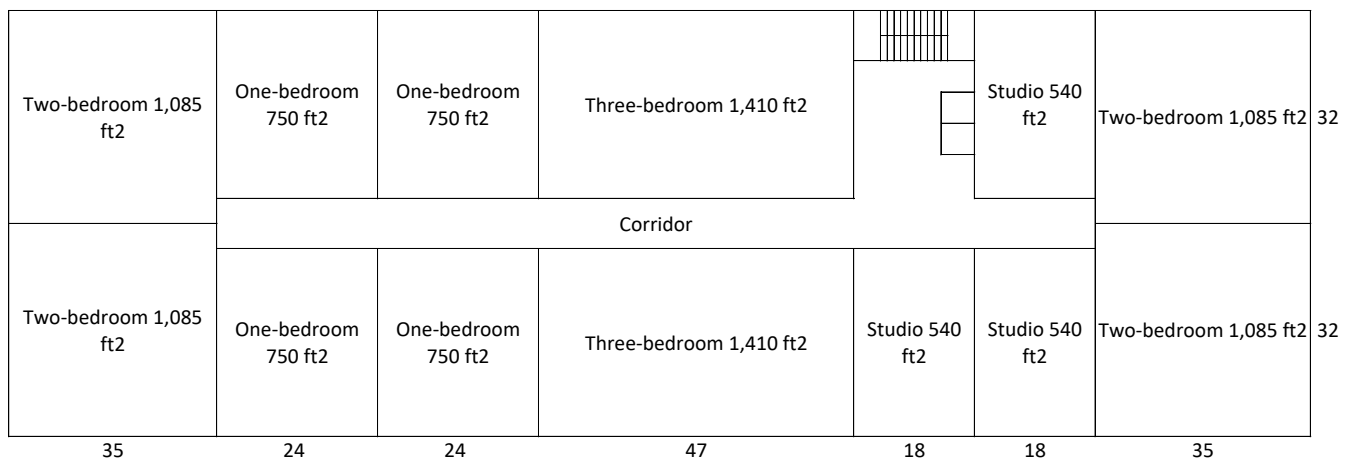 Two-bedroom 1,085
ft2
One-bedroom
750 ft2
One-bedroom
750 ft2
Three-bedroom 1,410 ft2
Studio 540
ft2
Two-bedroom 1,085 ft2
32
Corridor
Two-bedroom 1,085
ft2
One-bedroom
750 ft2
One-bedroom
750 ft2
Three-bedroom 1,410 ft2
Studio 540
ft2
Studio 540
ft2
Two-bedroom 1,085 ft2
32
35
24
24
47
18
18
35